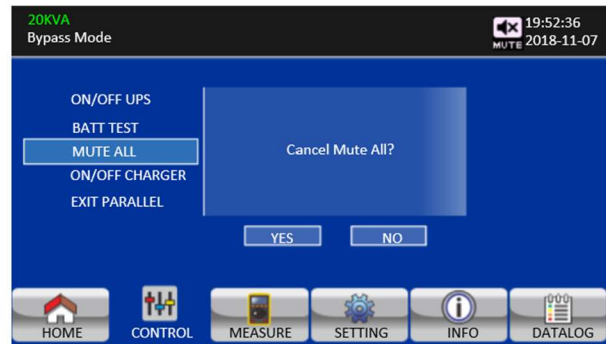 20KVA
Bypass Mode
MUTE
19:52:36
2018-11-07
ON/OFF UPS
BATT TEST
MUTE ALL
ON/OFF CHARGER
EXIT PARALLEL
Cancel Mute All?
YES
NO
HOME
CONTROL
MEASURE
SETTING
INFO
DATALOG